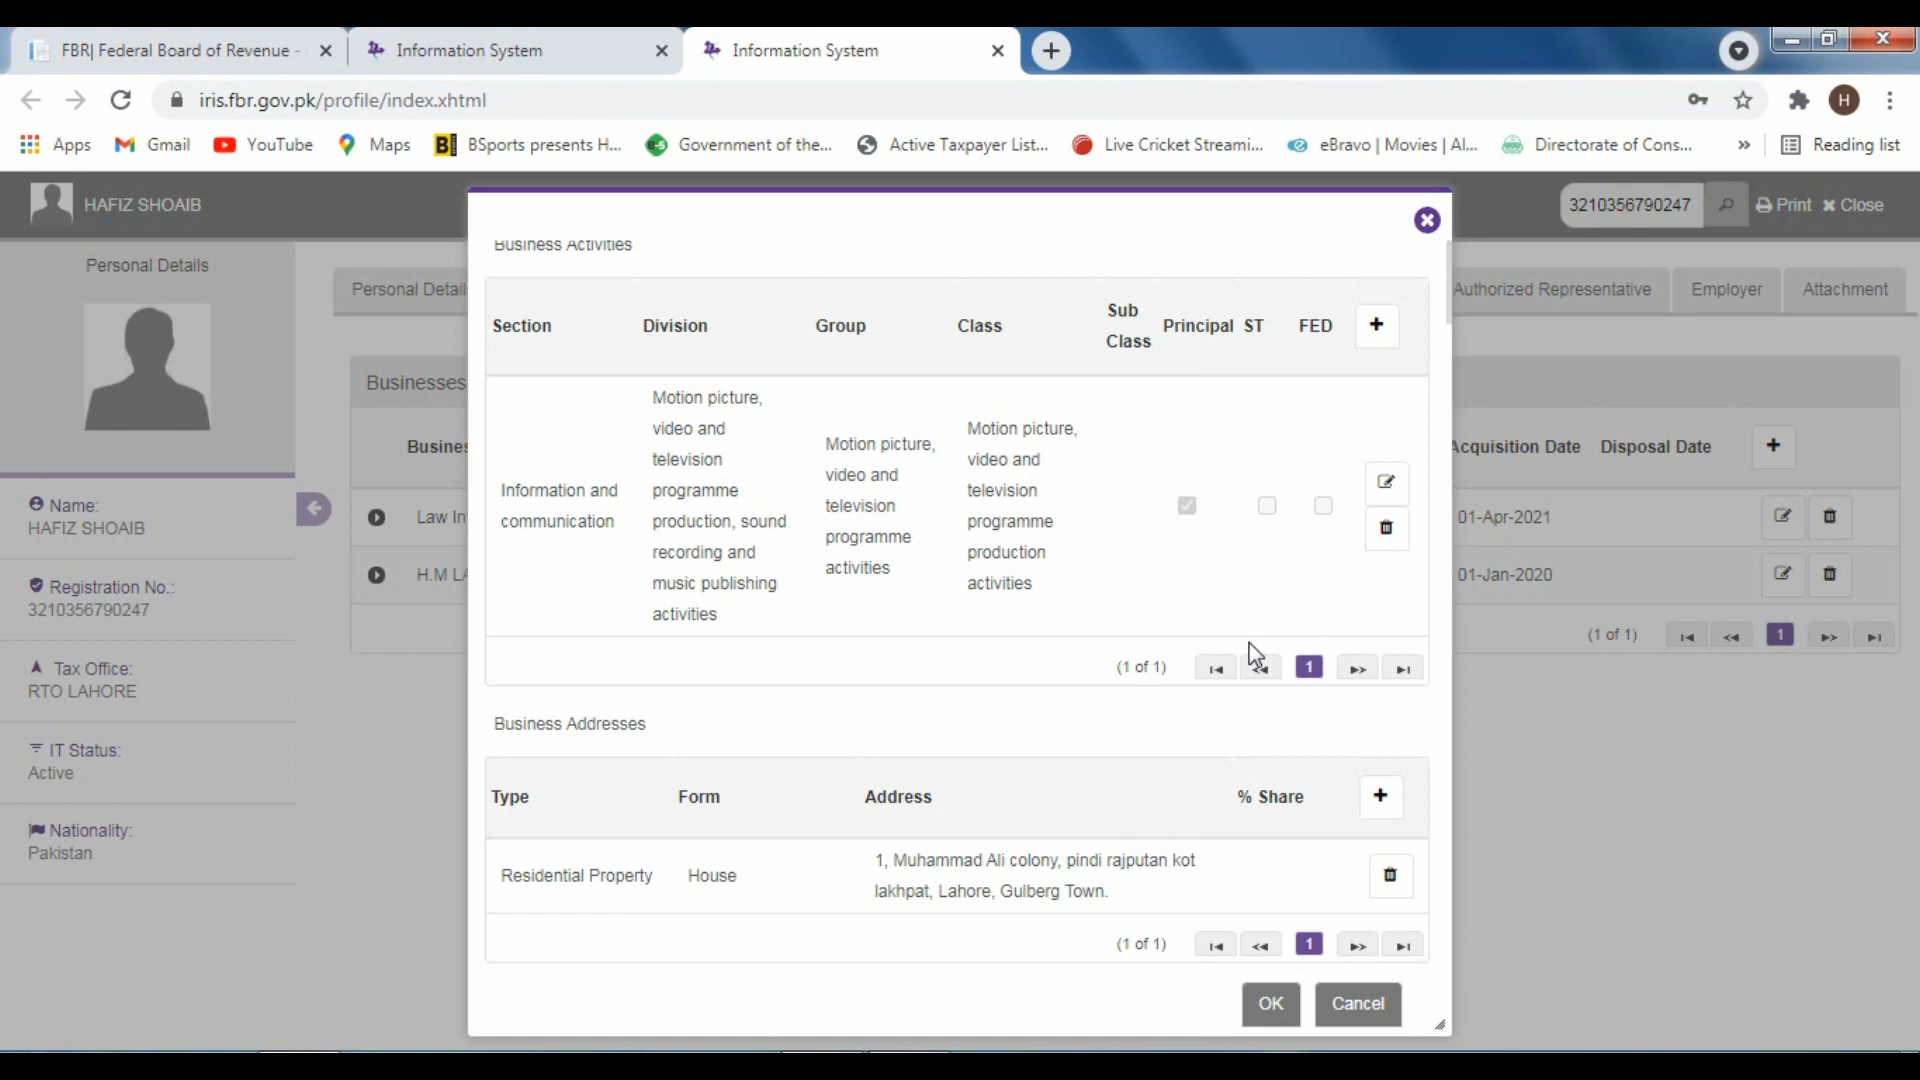 FBR| Federal Board of Revenue -
Information System
Information System
iris.fbr.gov.pk/profile/index.xhtml
H
Apps
Gmail
YouTube
Maps
BSports presents H...
Government of the...
Active Taxpayer List...
Live Cricket Streami...
eBravo | Movies | Al...
Directorate of Cons...
»
Reading list
HAFIZ SHOAIB
3210356790247
Print
Close
Personal Details
Name:
HAFIZ SHOAIB
Registration No.:
3210356790247
Tax Office:
RTO LAHORE
IT Status:
Active
Nationality:
Pakistan
Personal Detail
Authorized Representative
Employer
Attachment
Businesses
Busine
Acquisition Date
Disposal Date
Law In
01-Apr-2021
H.M LA
01-Jan-2020
(1 of 1)
1
Business Activities
Section
Division
Group
Class
Sub
Class
Principal
ST
FED
Information and
communication
Motion picture,
video and
television
programme
production, sound
recording and
music publishing
activities
Motion picture,
video and
television
programme
activities
Motion picture,
video and
television
programme
production
activities
(1 of 1)
1
Business Addresses
Type
Form
Address
% Share
Residential Property
House
1, Muhammad Ali colony, pindi rajputan kot
lakhpat, Lahore, Gulberg Town.
(1 of 1)
1
OK
Cancel